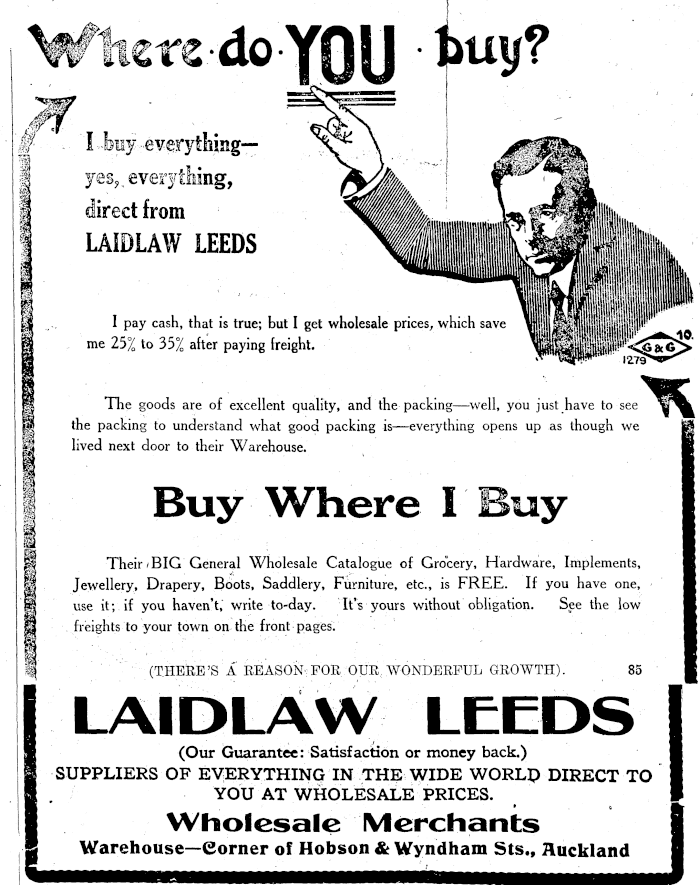 Where · do · YOU · buy?
I buy everything—
yes, everything,
direct from
LAIDLAW LEEDS
I pay cash, that is true; but I get wholesale prices, which save
me 25% to 35% after paying freight.
10.
G & G
1279
The goods are of excellent quality, and the packing—well, you just have to see
the packing to understand what good packing is—everything opens up as though we
lived next door to their Warehouse.
Buy Where I Buy
Their BIG General Wholesale Catalogue of Grocery, Hardware, Implements,
Jewellery, Drapery, Boots, Saddlery, Furniture, etc., is FREE. If you have one,
use it; if you haven't, write to-day. It's yours without obligation. See the low
freights to your town on the front pages.
(THERE'S A REASON FOR OUR WONDERFUL GROWTH). 85
LAIDLAW LEEDS
(Our Guarantee: Satisfaction or money back.)
SUPPLIERS OF EVERYTHING IN THE WIDE WORLD DIRECT TO
YOU AT WHOLESALE PRICES.
Wholesale Merchants
Warehouse—Corner of Hobson & Wyndham Sts., Auckland